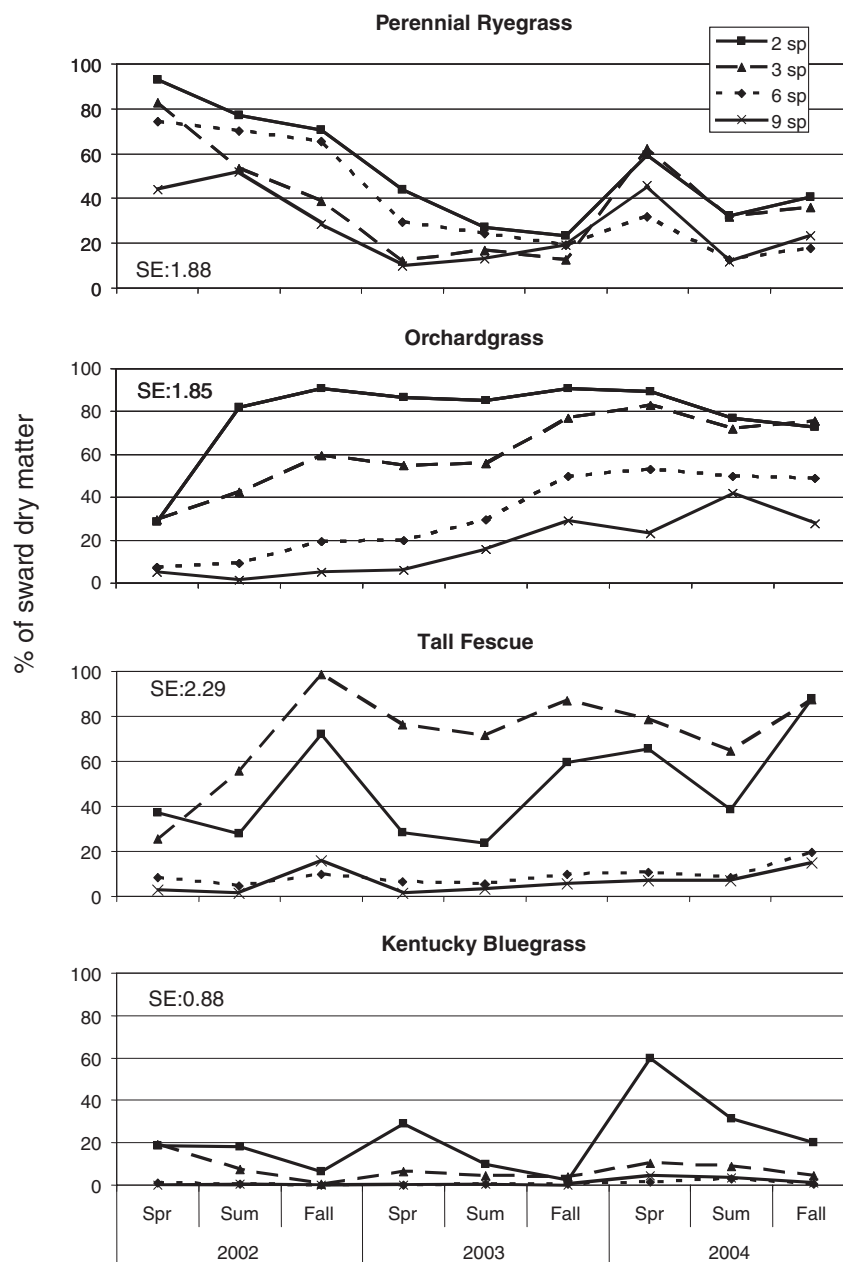 Perennial Ryegrass
2 sp
3 sp
6 sp
9 sp
100
80
60
40
20
0
SE:1.88
Orchardgrass
100
80
60
40
20
0
SE:1.85
% of sward dry matter
Tall Fescue
100
80
60
40
20
0
SE:2.29
Kentucky Bluegrass
100
80
60
40
20
0
SE:0.88
Spr Sum Fall Spr Sum Fall Spr Sum Fall
2002 2003 2004